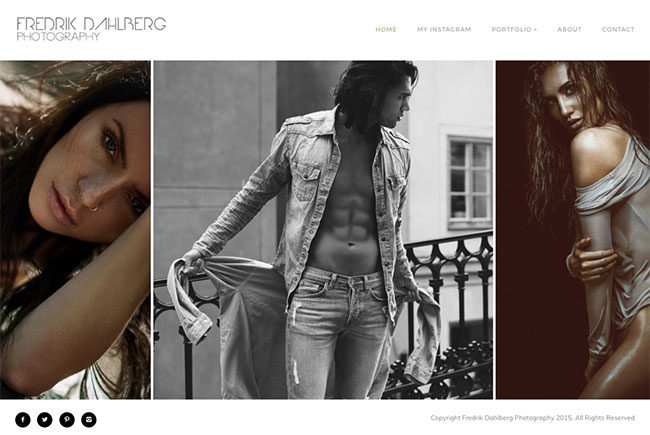 FREDRIK DAHLBERG
PHOTOGRAPHY
HOME MY INSTAGRAM PORTFOLIO > ABOUT CONTACT
Copyright Fredrik Dahlberg Photography 2015, All Rights Reserved